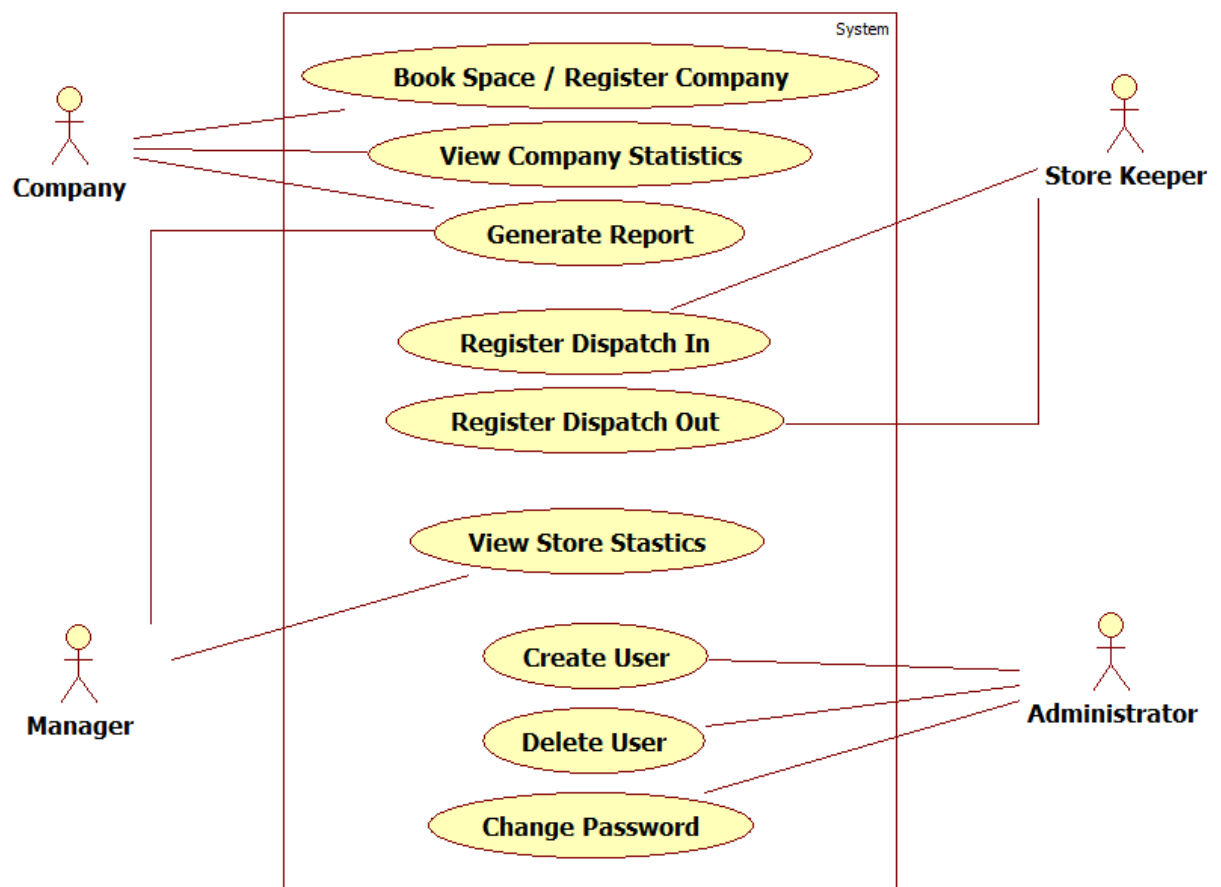 System
Book Space / Register Company
Company
View Company Statistics
Store Keeper
Generate Report
Register Dispatch In
Register Dispatch Out
View Store Stastics
Manager
Create User
Administrator
Delete User
Change Password